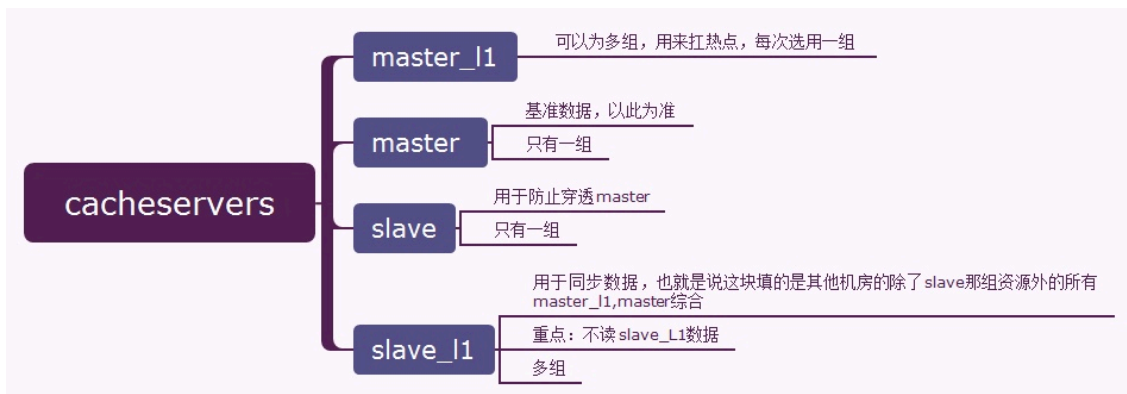 cacheservers
master_l1
可以为多组，用来扛热点，每次选用一组
master
基准数据，以此为准
只有一组
slave
用于防止穿透master
只有一组
slave_l1
用于同步数据，也就是说这块填的是其他机房的除了slave那组资源外的所有
master_l1,master综合
重点：不读slave_L1数据
多组